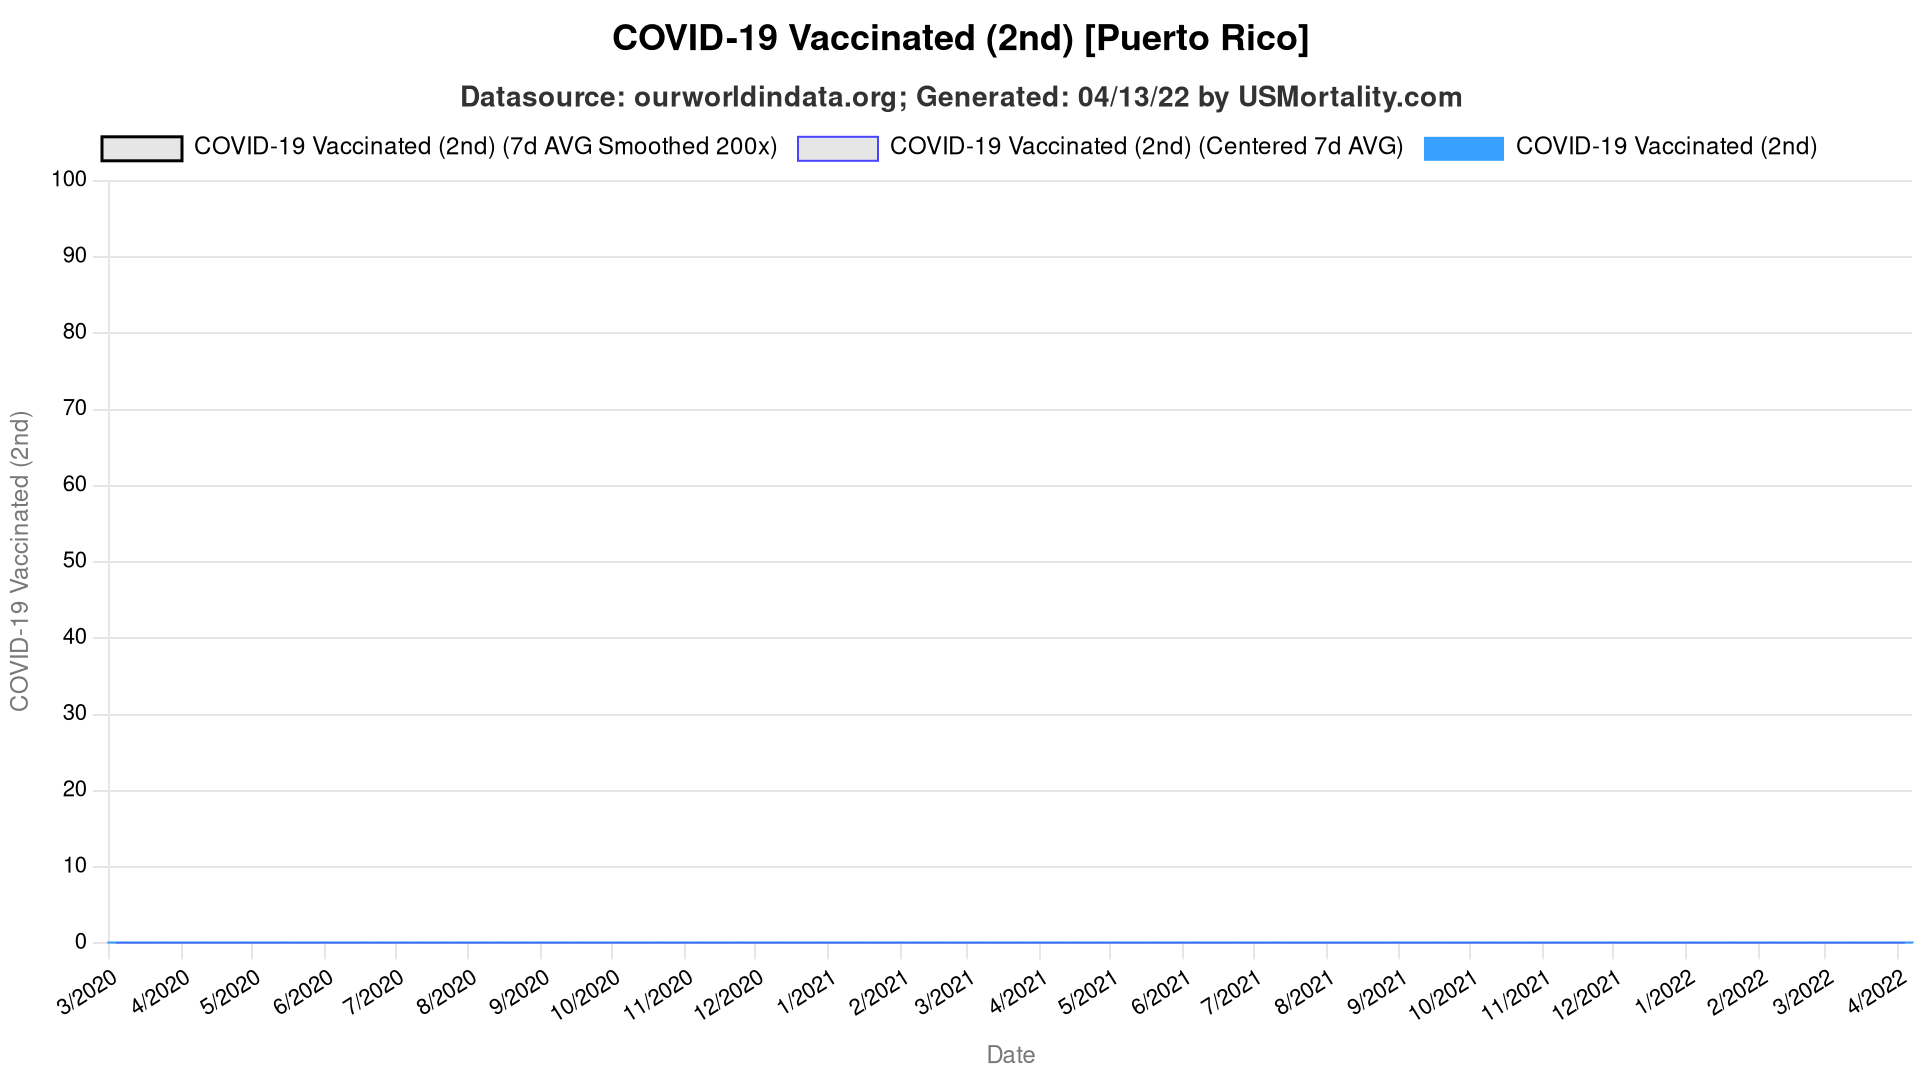 COVID-19 Vaccinated (2nd) [Puerto Rico]
Datasource: ourworldindata.org; Generated: 04/13/22 by USMortality.com
COVID-19 Vaccinated (2nd) (7d AVG Smoothed 200x) COVID-19 Vaccinated (2nd) (Centered 7d AVG) COVID-19 Vaccinated (2nd)
COVID-19 Vaccinated (2nd)
100
90
80
70
60
50
40
30
20
10
0
3/2020 4/2020 5/2020 6/2020 7/2020 8/2020 9/2020 10/2020 11/2020 12/2020 1/2021 2/2021 3/2021 4/2021 5/2021 6/2021 7/2021 8/2021 9/2021 10/2021 11/2021 12/2021 1/2022 2/2022 3/2022 4/2022
Date